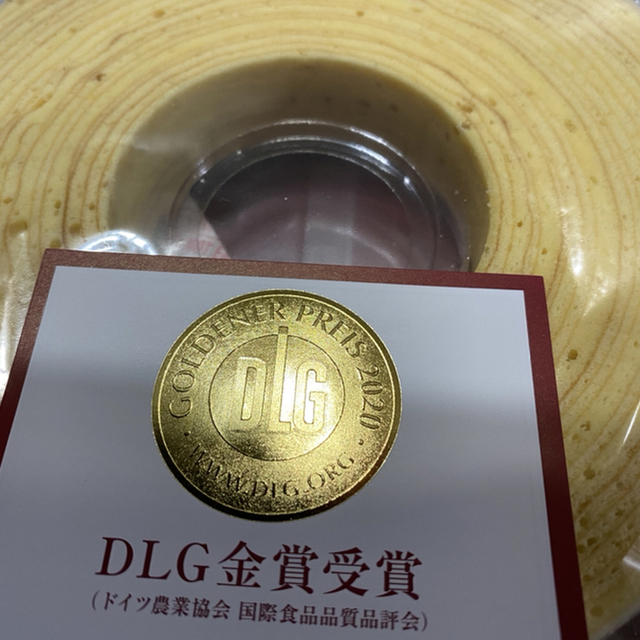 GOLDENER PREIS 2020
DLG
· WWW.DLG.ORG ·
DLG金賞受賞
(ドイツ農業協会 国際食品品質品評会)